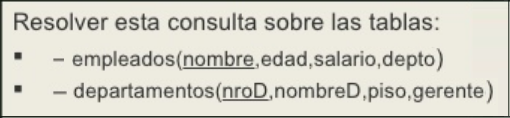 Resolver esta consulta sobre las tablas:
▪ – empleados(nombre,edad,salario,depto)
▪ – departamentos(nroD,nombreD,piso,gerente)